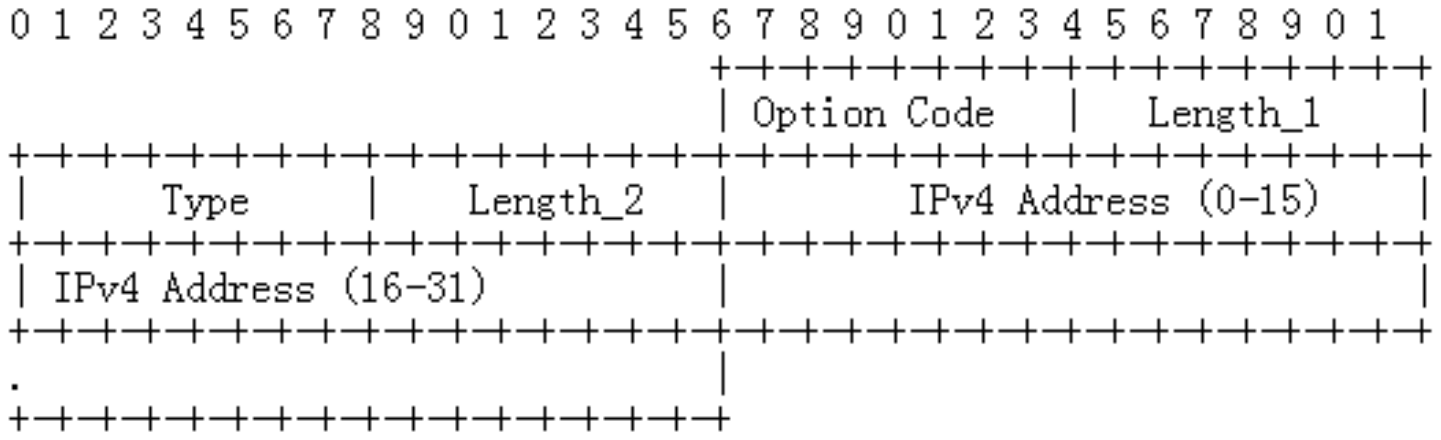 0 1 2 3 4 5 6 7 8 9 0 1 2 3 4 5 6 7 8 9 0 1 2 3 4 5 6 7 8 9 0 1
+-+-+-+-+-+-+-+-+-+-+-+-+-+-+-+-+
| Option Code | Length_1 |
+-+-+-+-+-+-+-+-+-+-+-+-+-+-+-+-+-+-+-+-+-+-+-+-+-+-+-+-+-+-+-+-+
| Type | Length_2 | IPv4 Address (0-15) |
+-+-+-+-+-+-+-+-+-+-+-+-+-+-+-+-+-+-+-+-+-+-+-+-+-+-+-+-+-+-+-+-+
| IPv4 Address (16-31) | |
+-+-+-+-+-+-+-+-+-+-+-+-+-+-+-+-+-+-+-+-+-+-+-+-+-+-+-+-+-+-+-+-+
. |
+-+-+-+-+-+-+-+-+-+-+-+-+-+-+-+-+